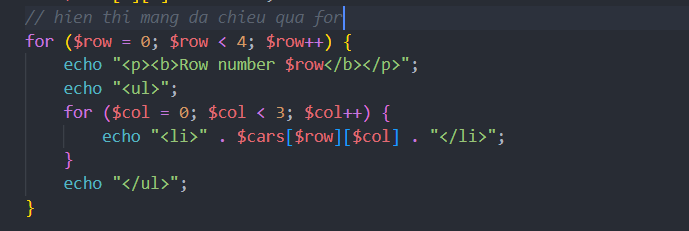 // hien thi mang da chieu qua for
for ($row = 0; $row < 4; $row++) {
    echo "<p><b>Row number $row</b></p>";
    echo "<ul>";
    for ($col = 0; $col < 3; $col++) {
        echo "<li>" . $cars[$row][$col] . "</li>";
    }
    echo "</ul>";
}